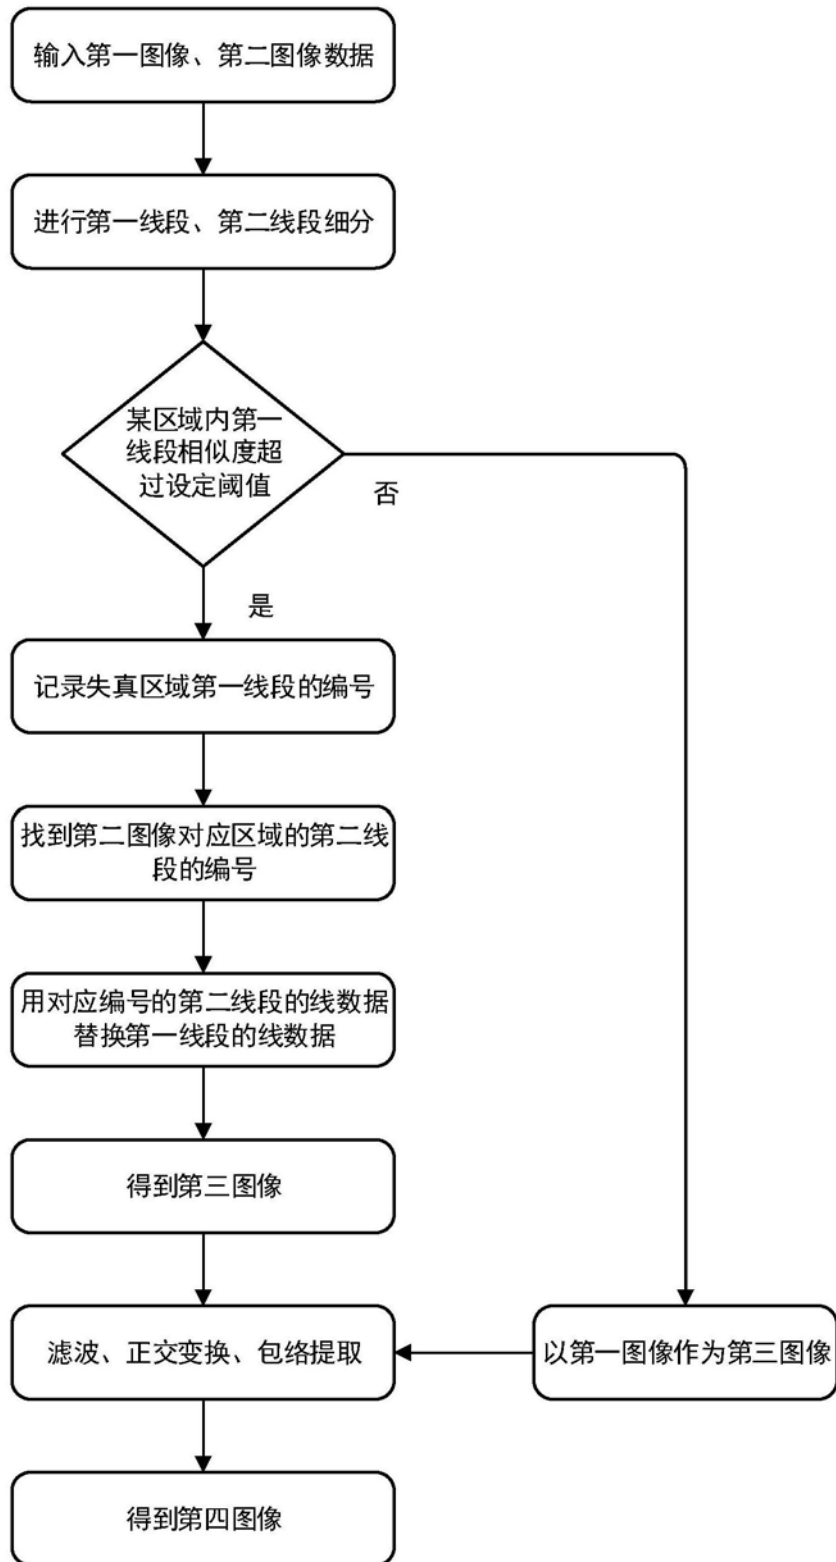 输入第一图像、第二图像数据
进行第一线段、第二线段细分
某区域内第一
线段相似度超
过设定阈值
否
是
记录失真区域第一线段的编号
找到第二图像对应区域的第二线
段的编号
用对应编号的第二线段的线数据
替换第一线段的线数据
得到第三图像
滤波、正交变换、包络提取
以第一图像作为第三图像
得到第四图像